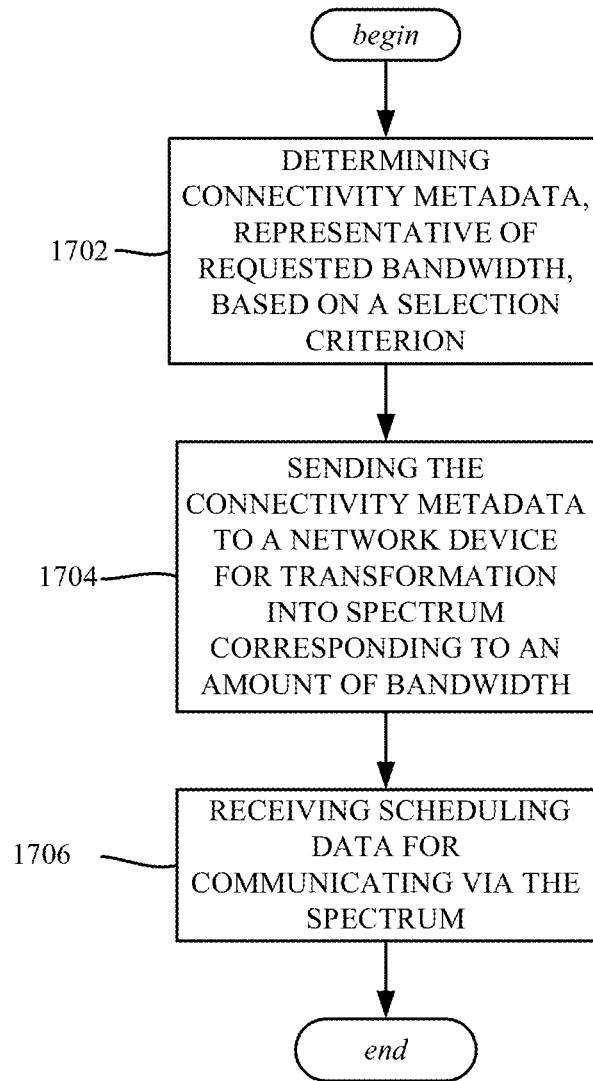 begin
DETERMINING
CONNECTIVITY METADATA,
REPRESENTATIVE OF
REQUESTED BANDWIDTH,
BASED ON A SELECTION
CRITERION
1702
SENDING THE
CONNECTIVITY METADATA
TO A NETWORK DEVICE
FOR TRANSFORMATION
INTO SPECTRUM
CORRESPONDING TO AN
AMOUNT OF BANDWIDTH
1704
RECEIVING SCHEDULING
DATA FOR
COMMUNICATING VIA THE
SPECTRUM
1706
end